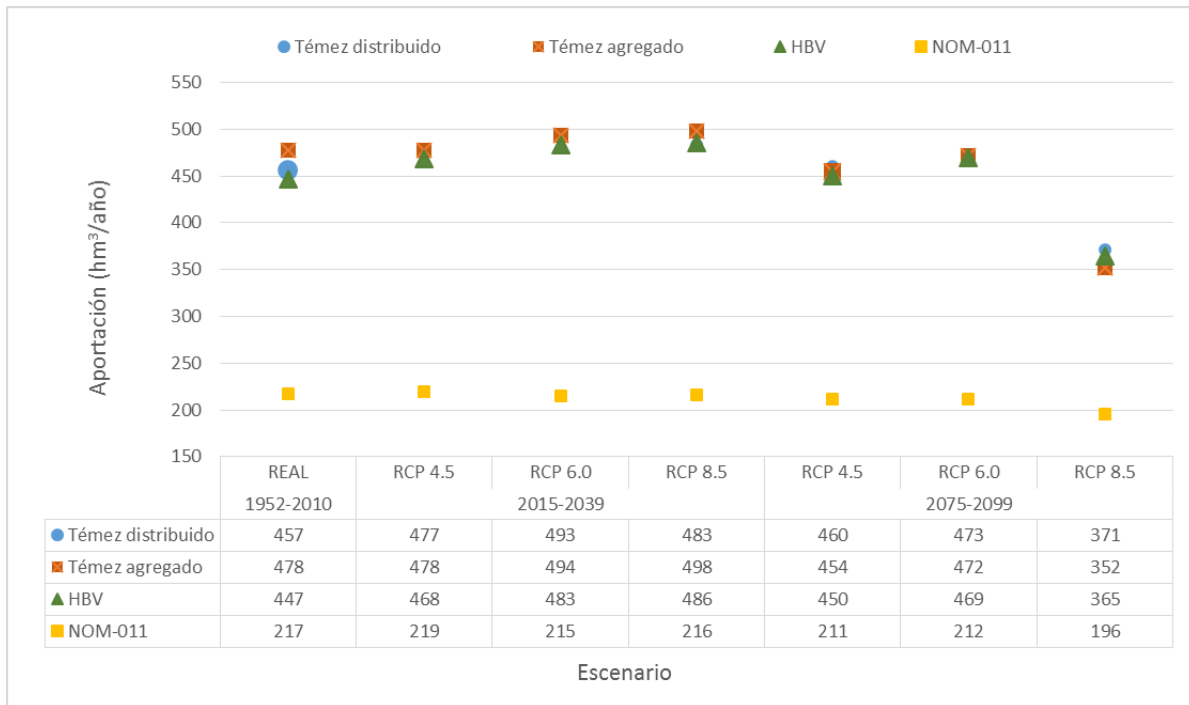 Témez distribuido Témez agregado HBV NOM-011
550
500
450
400
350
300
250
200
150
Aportación (hm³/año)
REAL RCP 4.5 RCP 6.0 RCP 8.5 RCP 4.5 RCP 6.0 RCP 8.5
1952-2010 2015-2039 2075-2099
Témez distribuido 457 477 493 483 460 473 371
Témez agregado 478 478 494 498 454 472 352
HBV 447 468 483 486 450 469 365
NOM-011 217 219 215 216 211 212 196
Escenario